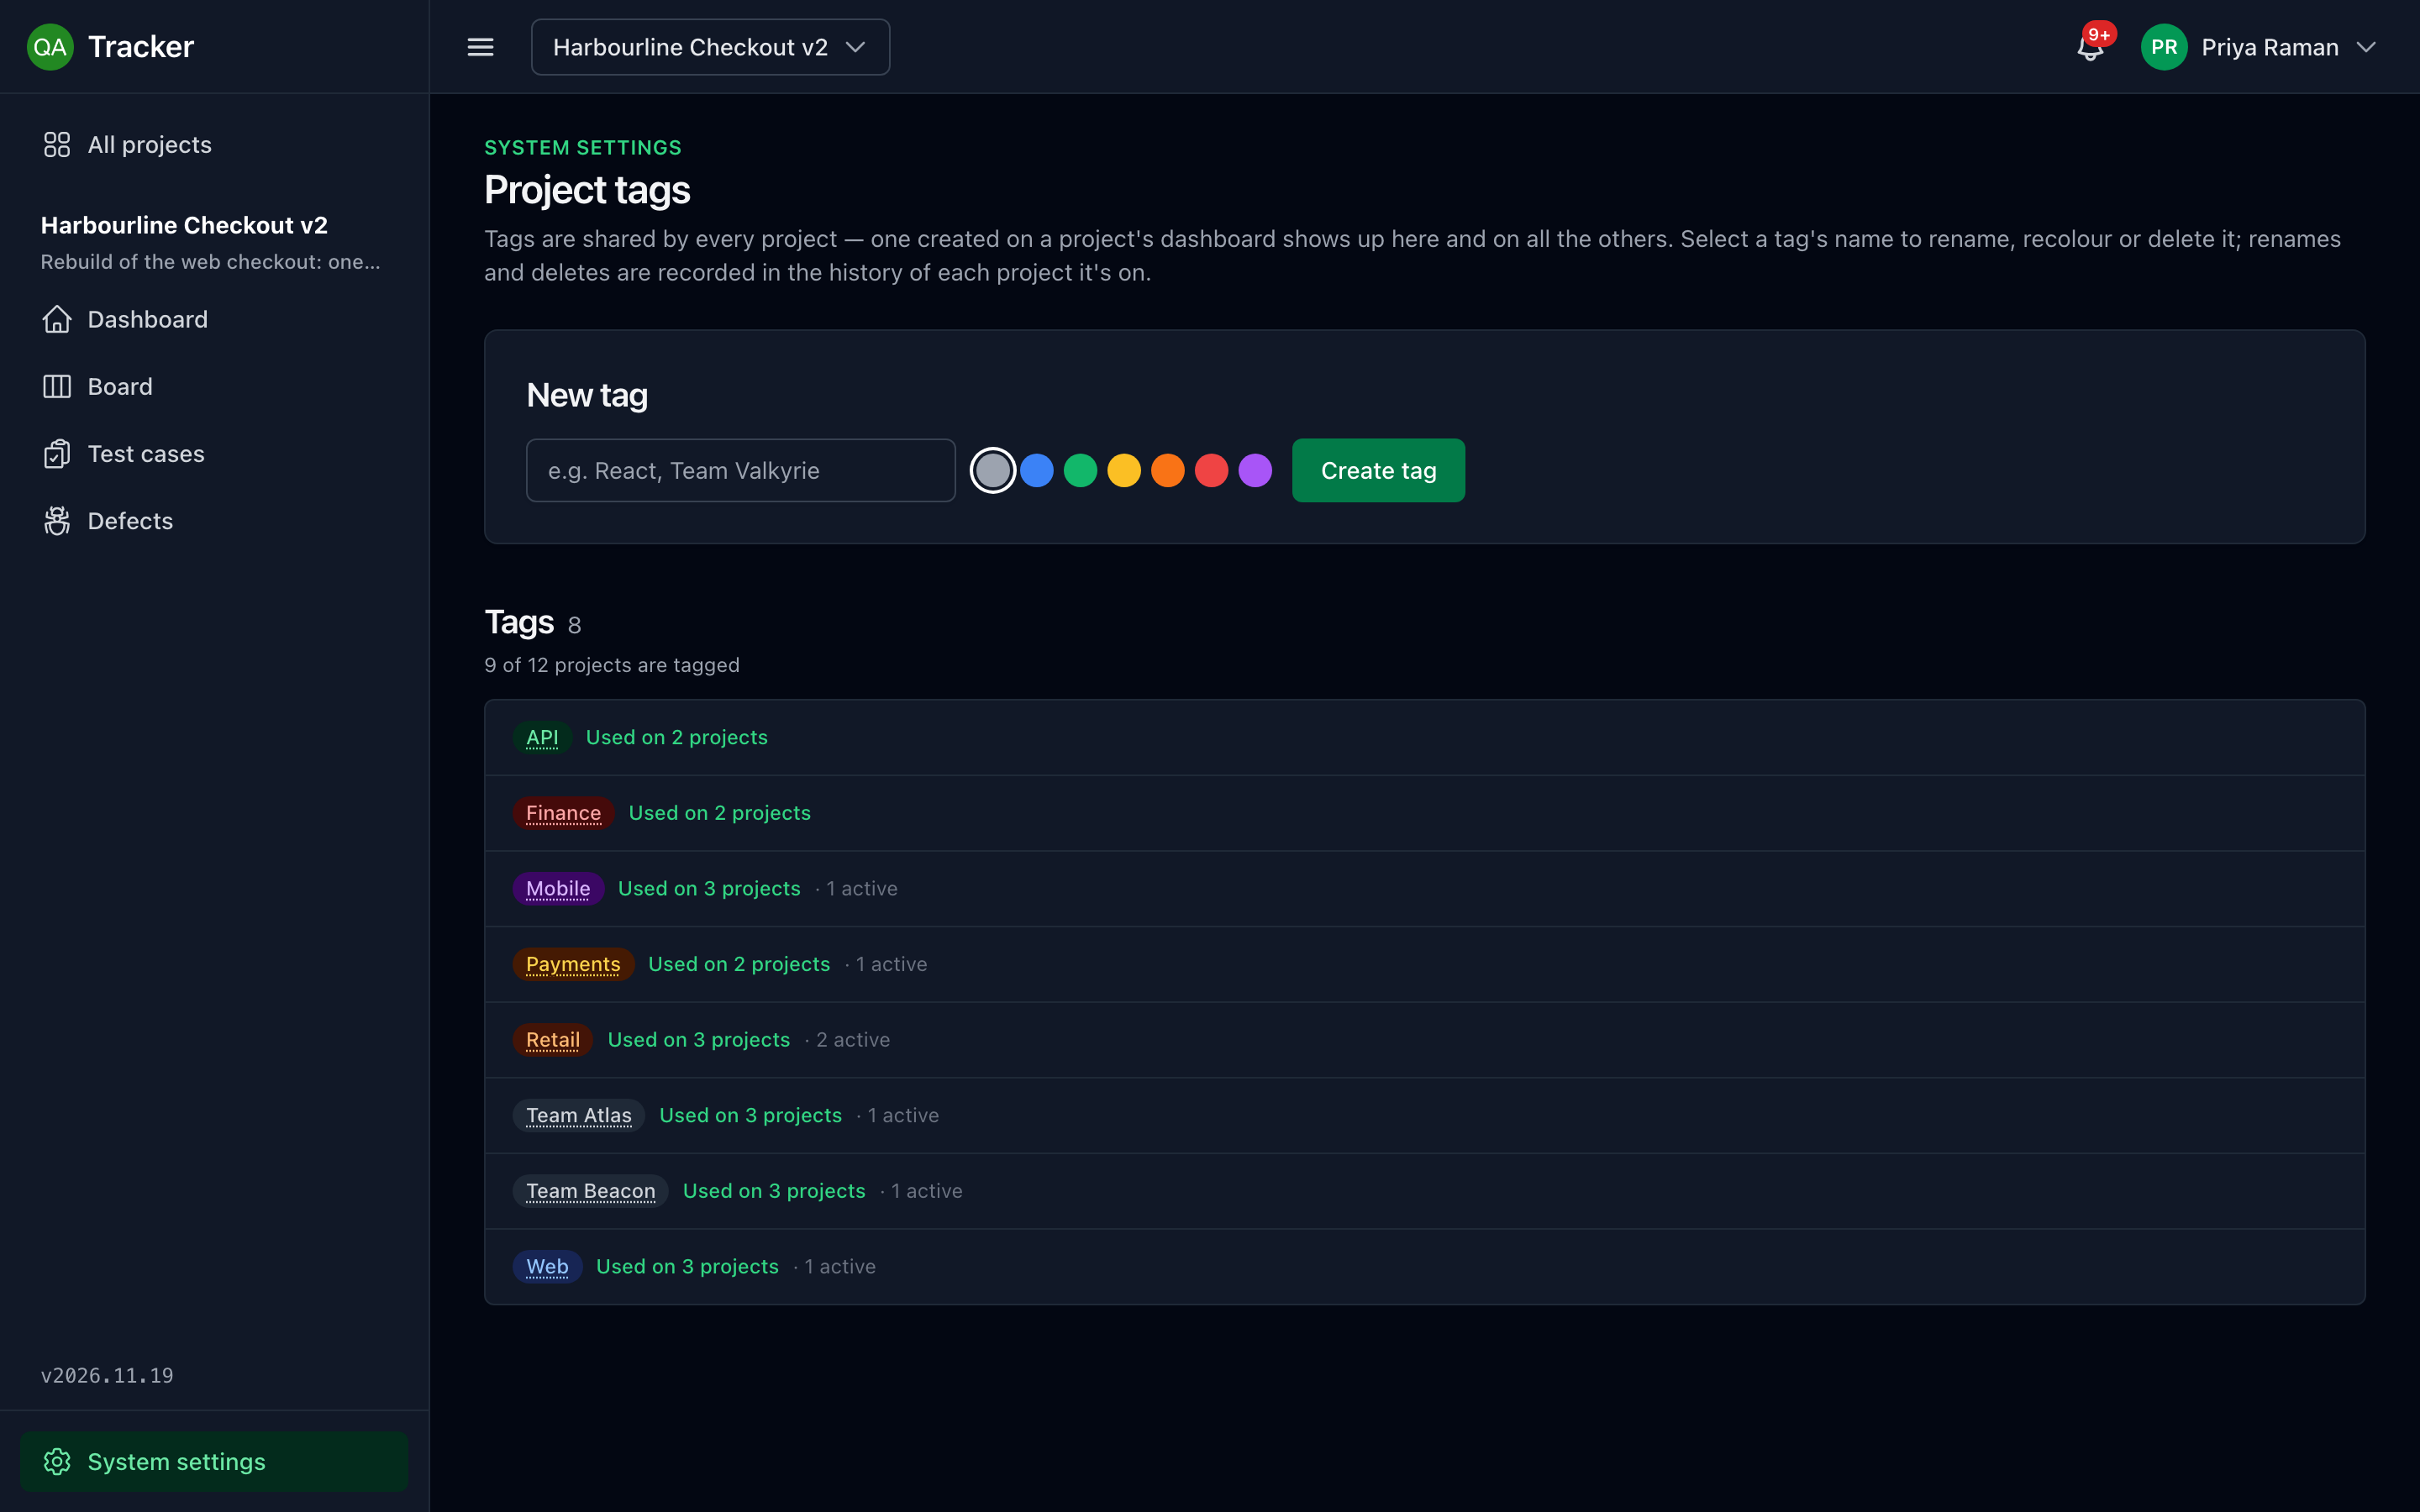 QA Tracker
Harbourline Checkout v2
9+
PR Priya Raman
All projects
Harbourline Checkout v2
Rebuild of the web checkout: one...
Dashboard
Board
Test cases
Defects
v2026.11.19
System settings
SYSTEM SETTINGS
Project tags
Tags are shared by every project — one created on a project's dashboard shows up here and on all the others. Select a tag's name to rename, recolour or delete it; renames
and deletes are recorded in the history of each project it's on.
New tag
e.g. React, Team Valkyrie
Create tag
Tags 8
9 of 12 projects are tagged
API Used on 2 projects
Finance Used on 2 projects
Mobile Used on 3 projects · 1 active
Payments Used on 2 projects · 1 active
Retail Used on 3 projects · 2 active
Team Atlas Used on 3 projects · 1 active
Team Beacon Used on 3 projects · 1 active
Web Used on 3 projects · 1 active